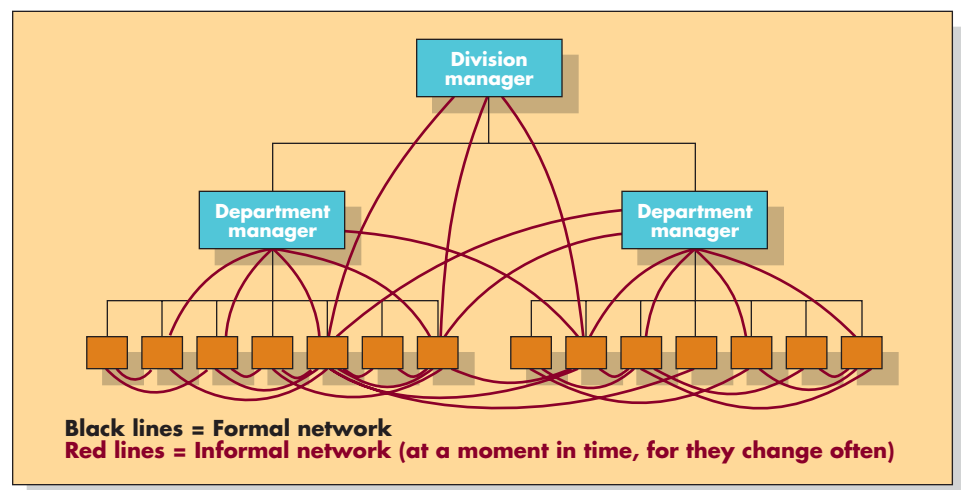 Division
manager
Department
manager
Department
manager
Black lines = Formal network
Red lines = Informal network (at a moment in time, for they change often)